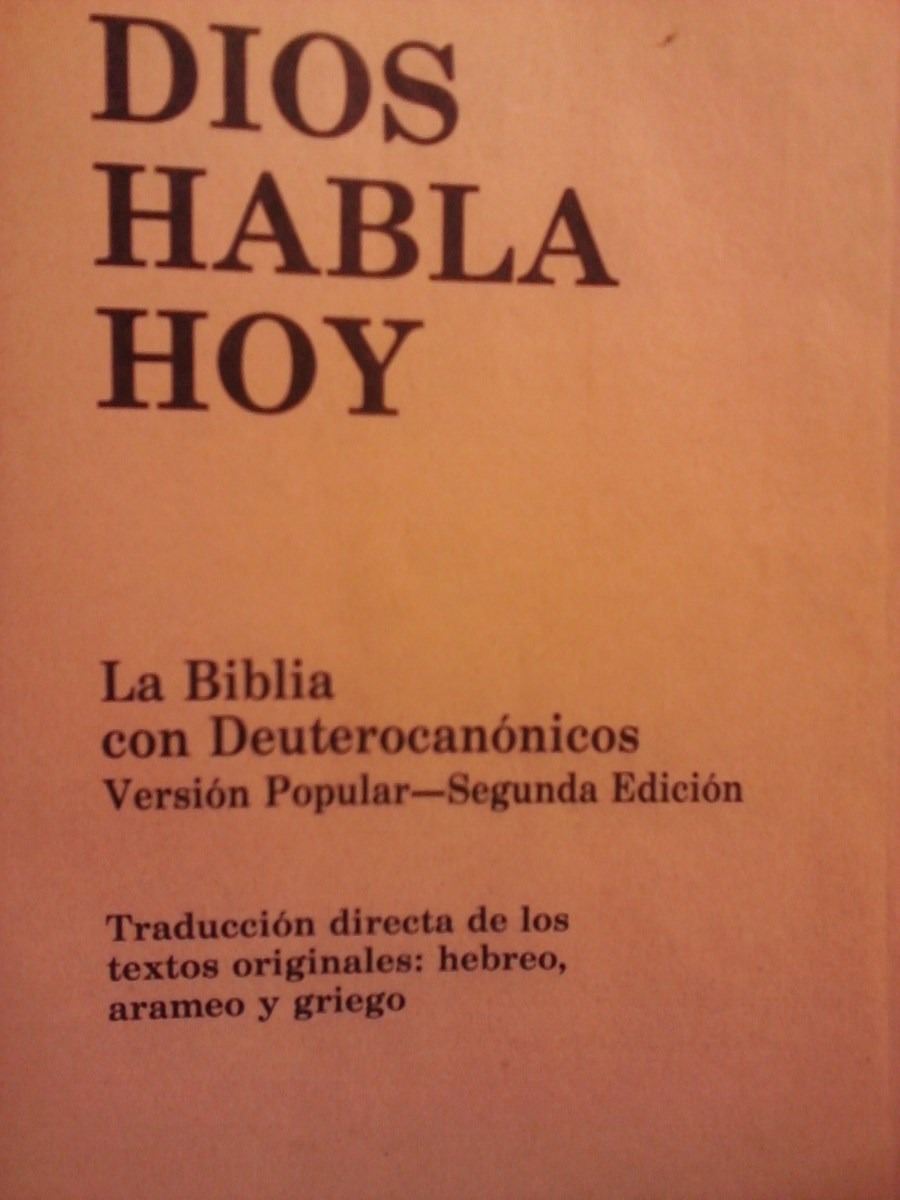 DIOS
HABLA
HOY
La Biblia
con Deuterocanónicos
Versión Popular—Segunda Edición
Traducción directa de los
textos originales: hebreo,
arameo y griego